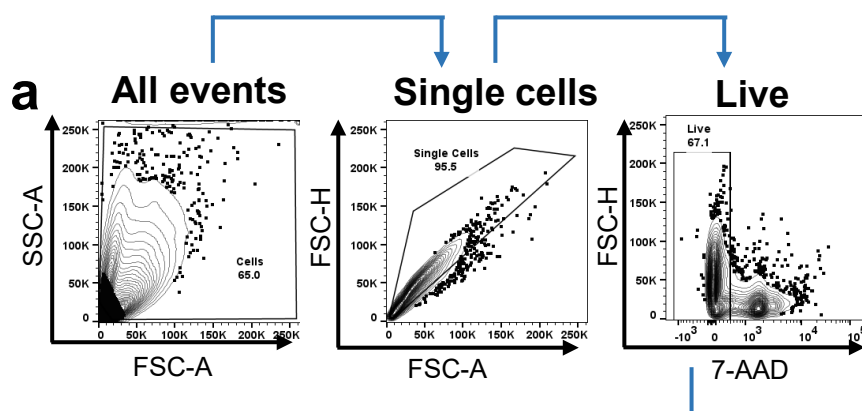 a
All events
Single cells
Live
SSC-A
250K
200K
150K
100K
50K
0
Cells
65.0
0
50K
100K
150K
200K
250K
FSC-A
FSC-H
250K
200K
150K
100K
50K
0
Single Cells
95.5
0
50K
100K
150K
200K
250K
FSC-A
FSC-H
250K
200K
150K
100K
50K
0
Live
67.1
-10³
0
10³
10⁴
10⁵
7-AAD